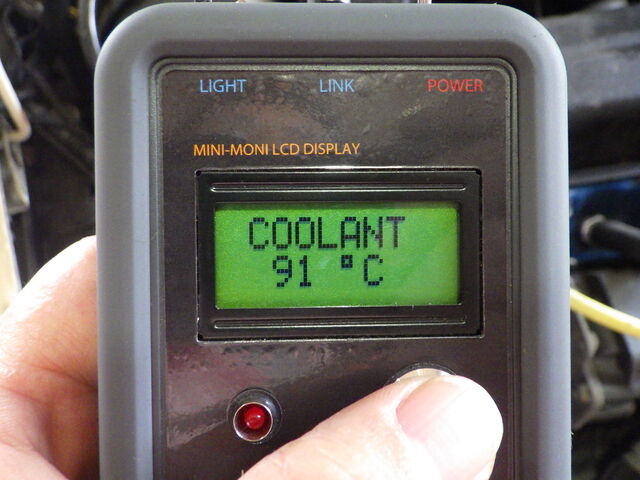 LIGHT LINK POWER
MINI-MONI LCD DISPLAY
COOLANT
91 °C